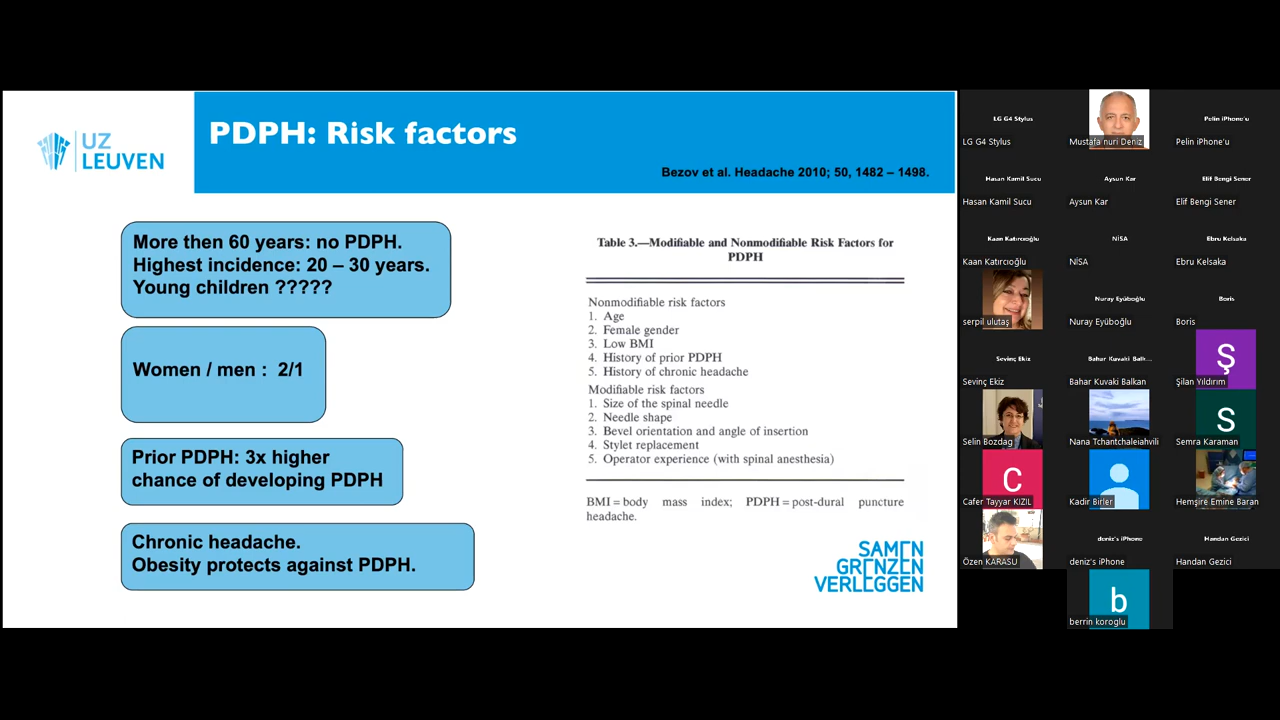 UZ
LEUVEN
PDPH: Risk factors
Bezov et al. Headache 2010; 50, 1482 – 1498.
More then 60 years: no PDPH.
Highest incidence: 20 – 30 years.
Young children ?????
Women / men : 2/1
Prior PDPH: 3x higher
chance of developing PDPH
Chronic headache.
Obesity protects against PDPH.
Table 3.—Modifiable and Nonmodifiable Risk Factors for
PDPH
Nonmodifiable risk factors
1. Age
2. Female gender
3. Low BMI
4. History of prior PDPH
5. History of chronic headache
Modifiable risk factors
1. Size of the spinal needle
2. Needle shape
3. Bevel orientation and angle of insertion
4. Stylet replacement
5. Operator experience (with spinal anesthesia)
BMI = body mass index; PDPH = post-dural puncture
headache.
SAMEN
GRENZEN
VERLEGGEN
LG G4 Stylus
LG G4 Stylus
Mustafa nuri Deniz
Pelin iPhone'u
Pelin iPhone'u
Hasan Kamil Sucu
Hasan Kamil Sucu
Aysun Kar
Aysun Kar
Elif Bengi Sener
Elif Bengi Sener
Kaan Katırcıoğlu
Kaan Katırcıoğlu
NİSA
NİSA
Ebru Kelsaka
Ebru Kelsaka
serpil ulutaş
Nuray Eyüboğlu
Nuray Eyüboğlu
Boris
Boris
Sevinç Ekiz
Sevinç Ekiz
Bahar Kuvaki Balk...
Bahar Kuvaki Balkan
Ş
Şilan Yıldırım
Selin Bozdag
Nana Tchantchaleiahvili
S
Semra Karaman
C
Cafer Tayyar KIZIL
Kadir Birler
Hemşire Emine Baran
Özen KARASU
deniz's iPhone
deniz's iPhone
Handan Gezici
Handan Gezici
b
berrin koroglu